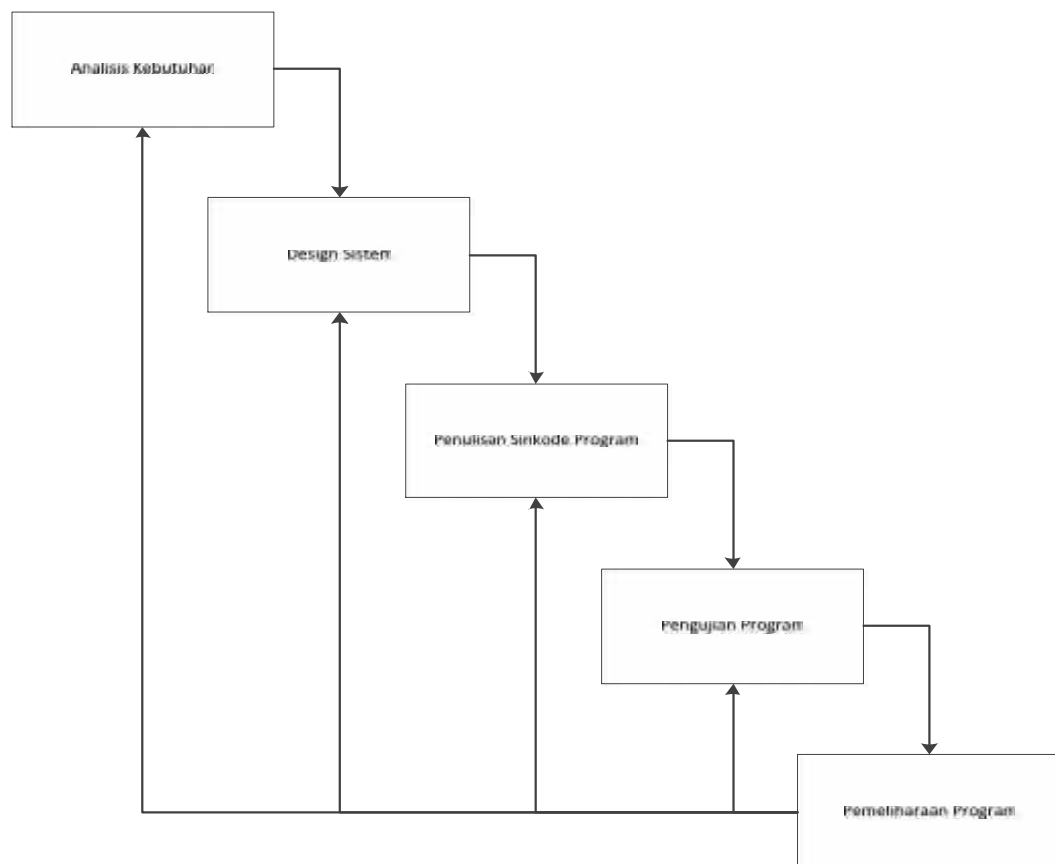 Analisis Kebutuhan
Design Sistem
Penulisan Sinkode Program
Pengujian Program
Pemeliharaan Program